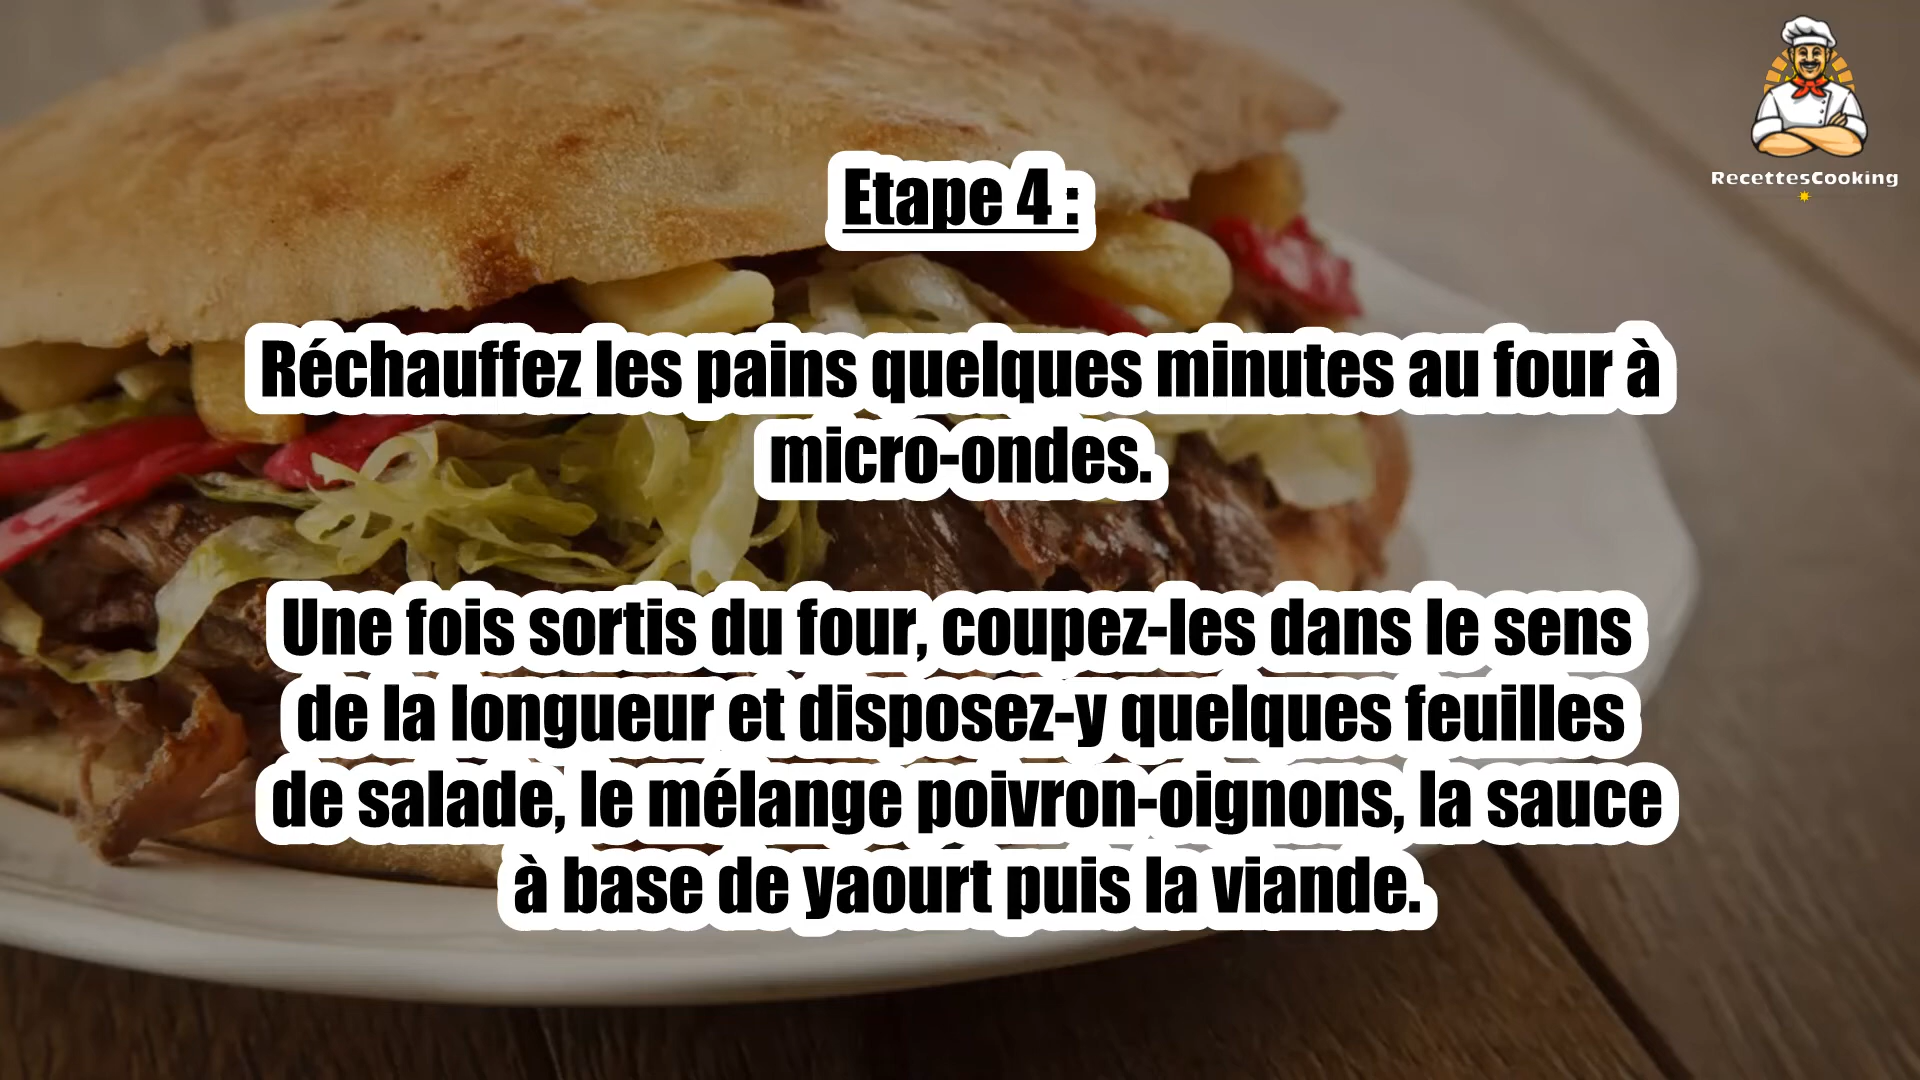 RecettesCooking
Etape 4 :
Réchauffez les pains quelques minutes au four à
micro-ondes.
Une fois sortis du four, coupez-les dans le sens
de la longueur et disposez-y quelques feuilles
de salade, le mélange poivron-oignons, la sauce
à base de yaourt puis la viande.